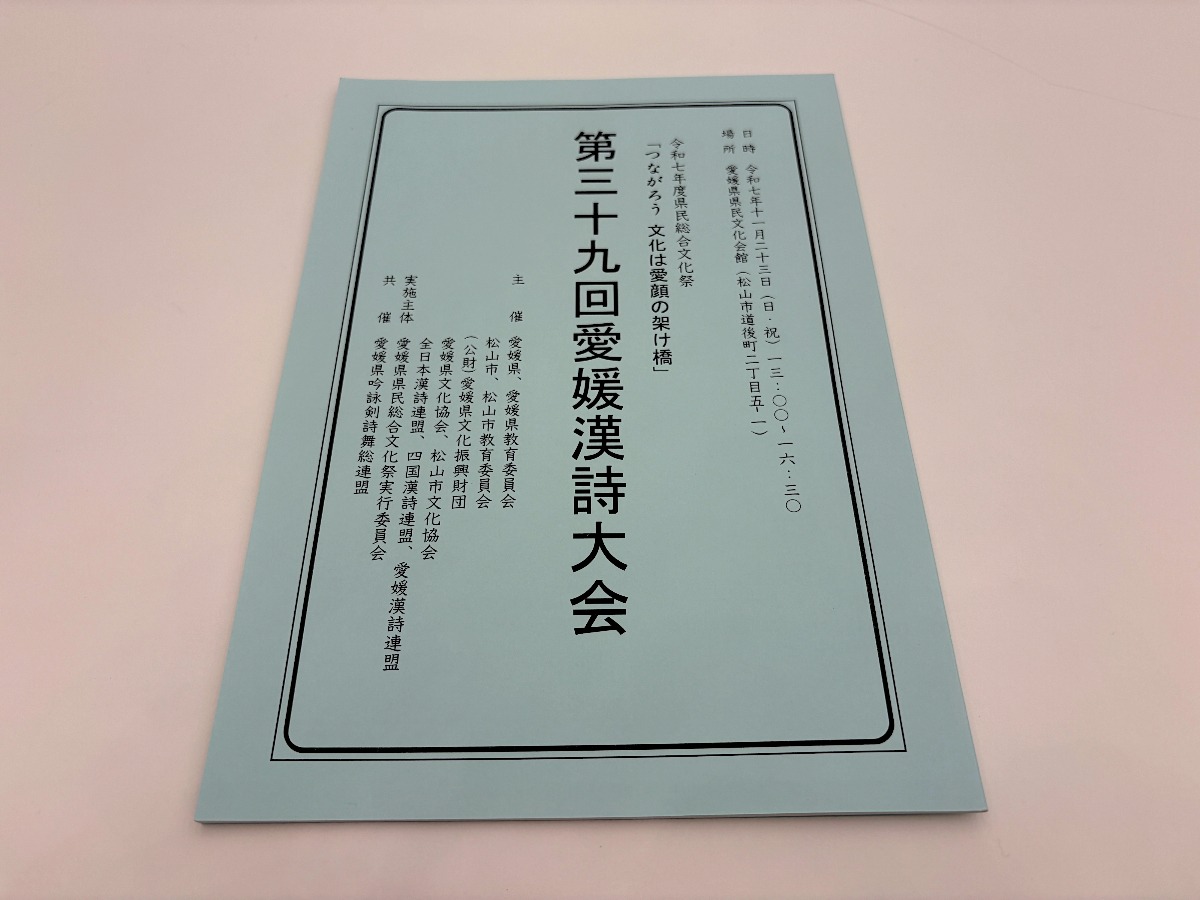 日時 令和七年十一月二十三日（日・祝）一三：〇〇～一六：三〇
場所 愛媛県県民文化会館（松山市道後町二丁目五-一）
令和七年度県民総合文化祭
「つながろう 文化は愛顔の架け橋」
第三十九回愛媛漢詩大会
主催 愛媛県、愛媛県教育委員会
松山市、松山市教育委員会
（公財）愛媛県文化振興財団
愛媛県文化協会、松山市文化協会
全日本漢詩連盟、四国漢詩連盟、愛媛漢詩連盟
実施主体 愛媛県県民総合文化祭実行委員会
共催 愛媛県吟詠剣詩舞総連盟